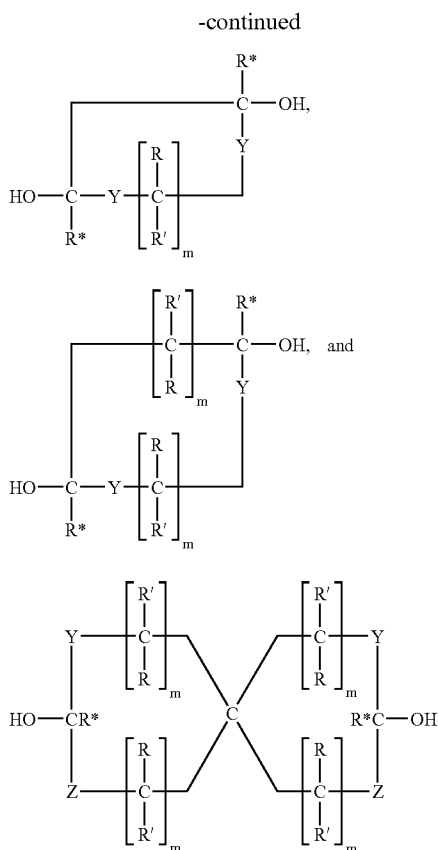 -continued
R*
C—OH,
Y
R
HO—C—Y—C
R*
R'
m
R'
R*
C
C—OH, and
R
Y
m
R
HO—C—Y—C
R*
R'
m
R'
R'
Y
C
C
Y
R
R
m
m
HO—CR*
C
R*C—OH
R
R
Z
C
C
Z
R'
R'
m
m